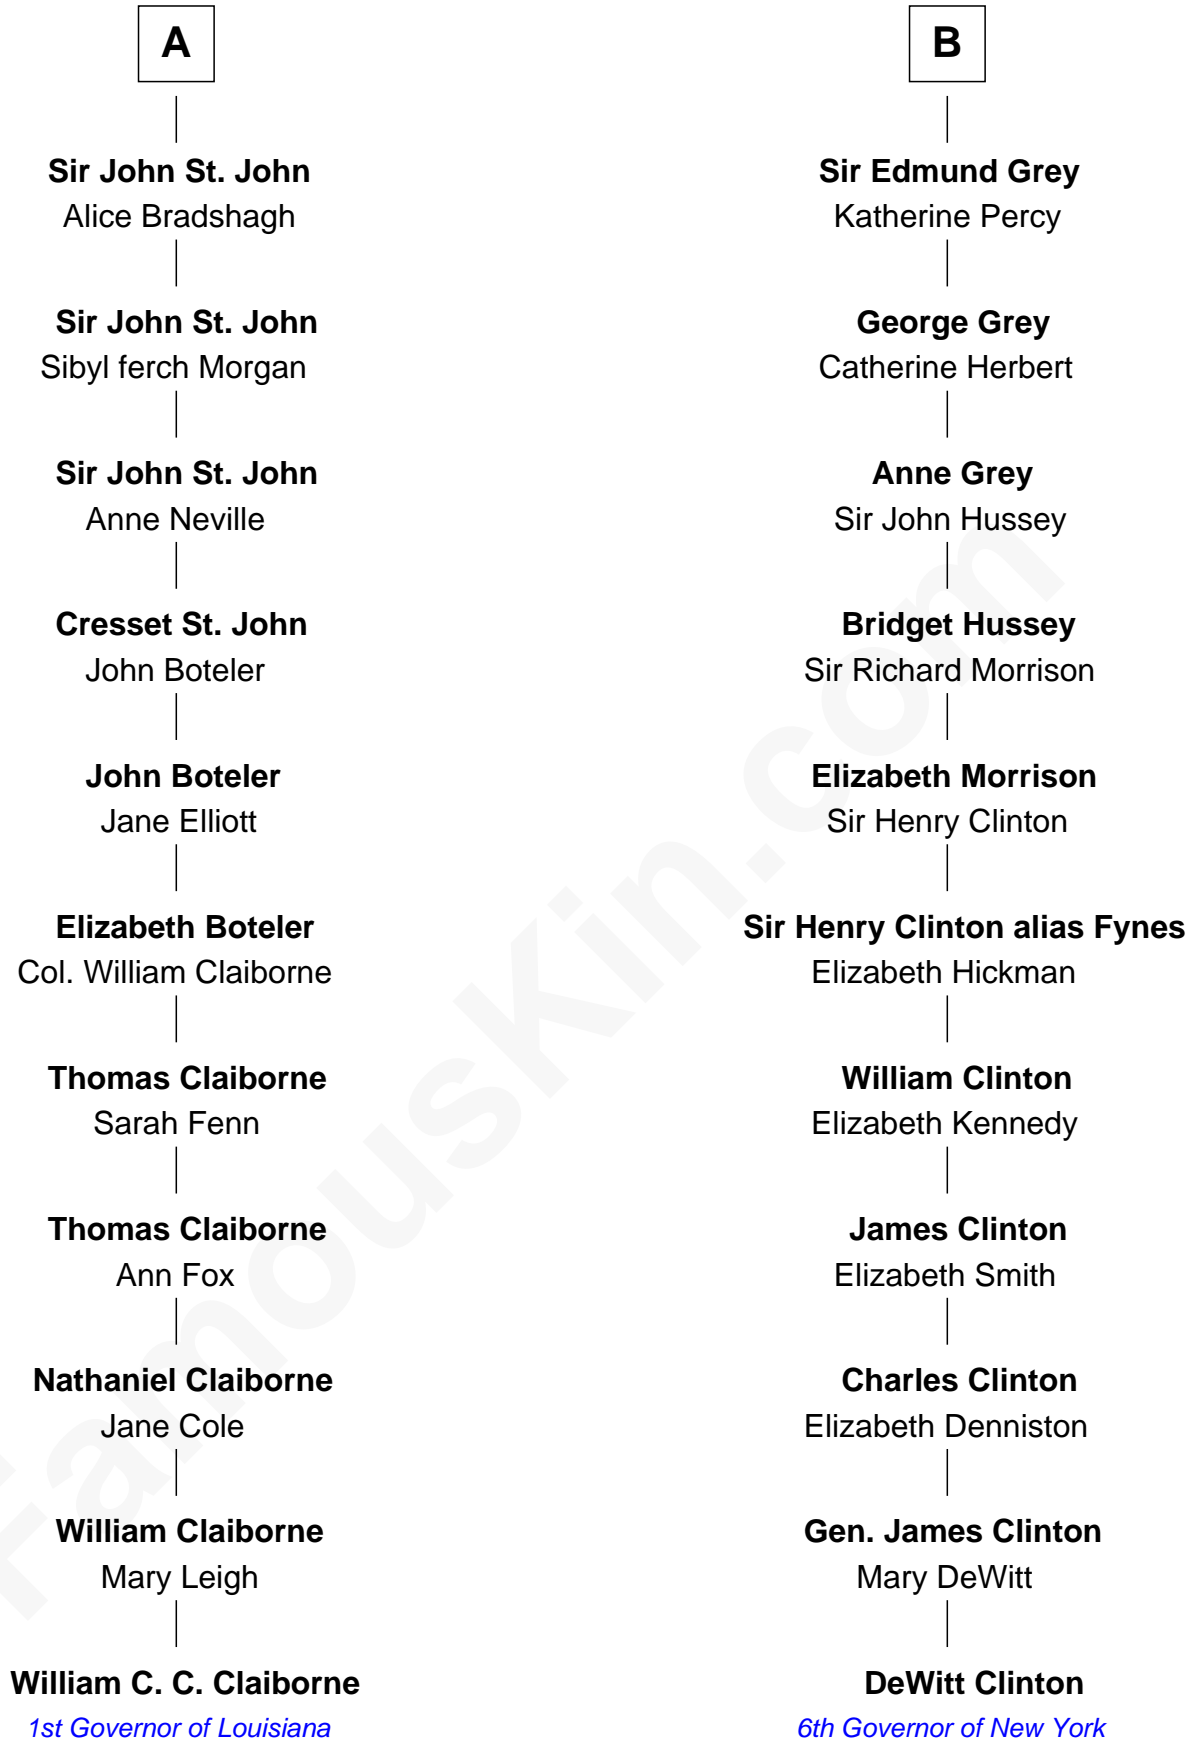 A
Sir John St. John
Alice Bradshagh
Sir John St. John
Sibyl ferch Morgan
Sir John St. John
Anne Neville
Cresset St. John
John Boteler
John Boteler
Jane Elliott
Elizabeth Boteler
Col. William Claiborne
Thomas Claiborne
Sarah Fenn
Thomas Claiborne
Ann Fox
Nathaniel Claiborne
Jane Cole
William Claiborne
Mary Leigh
William C. C. Claiborne
1st Governor of Louisiana
B
Sir Edmund Grey
Katherine Percy
George Grey
Catherine Herbert
Anne Grey
Sir John Hussey
Bridget Hussey
Sir Richard Morrison
Elizabeth Morrison
Sir Henry Clinton
Sir Henry Clinton alias Fynes
Elizabeth Hickman
William Clinton
Elizabeth Kennedy
James Clinton
Elizabeth Smith
Charles Clinton
Elizabeth Denniston
Gen. James Clinton
Mary DeWitt
DeWitt Clinton
6th Governor of New York
FamousKin.com